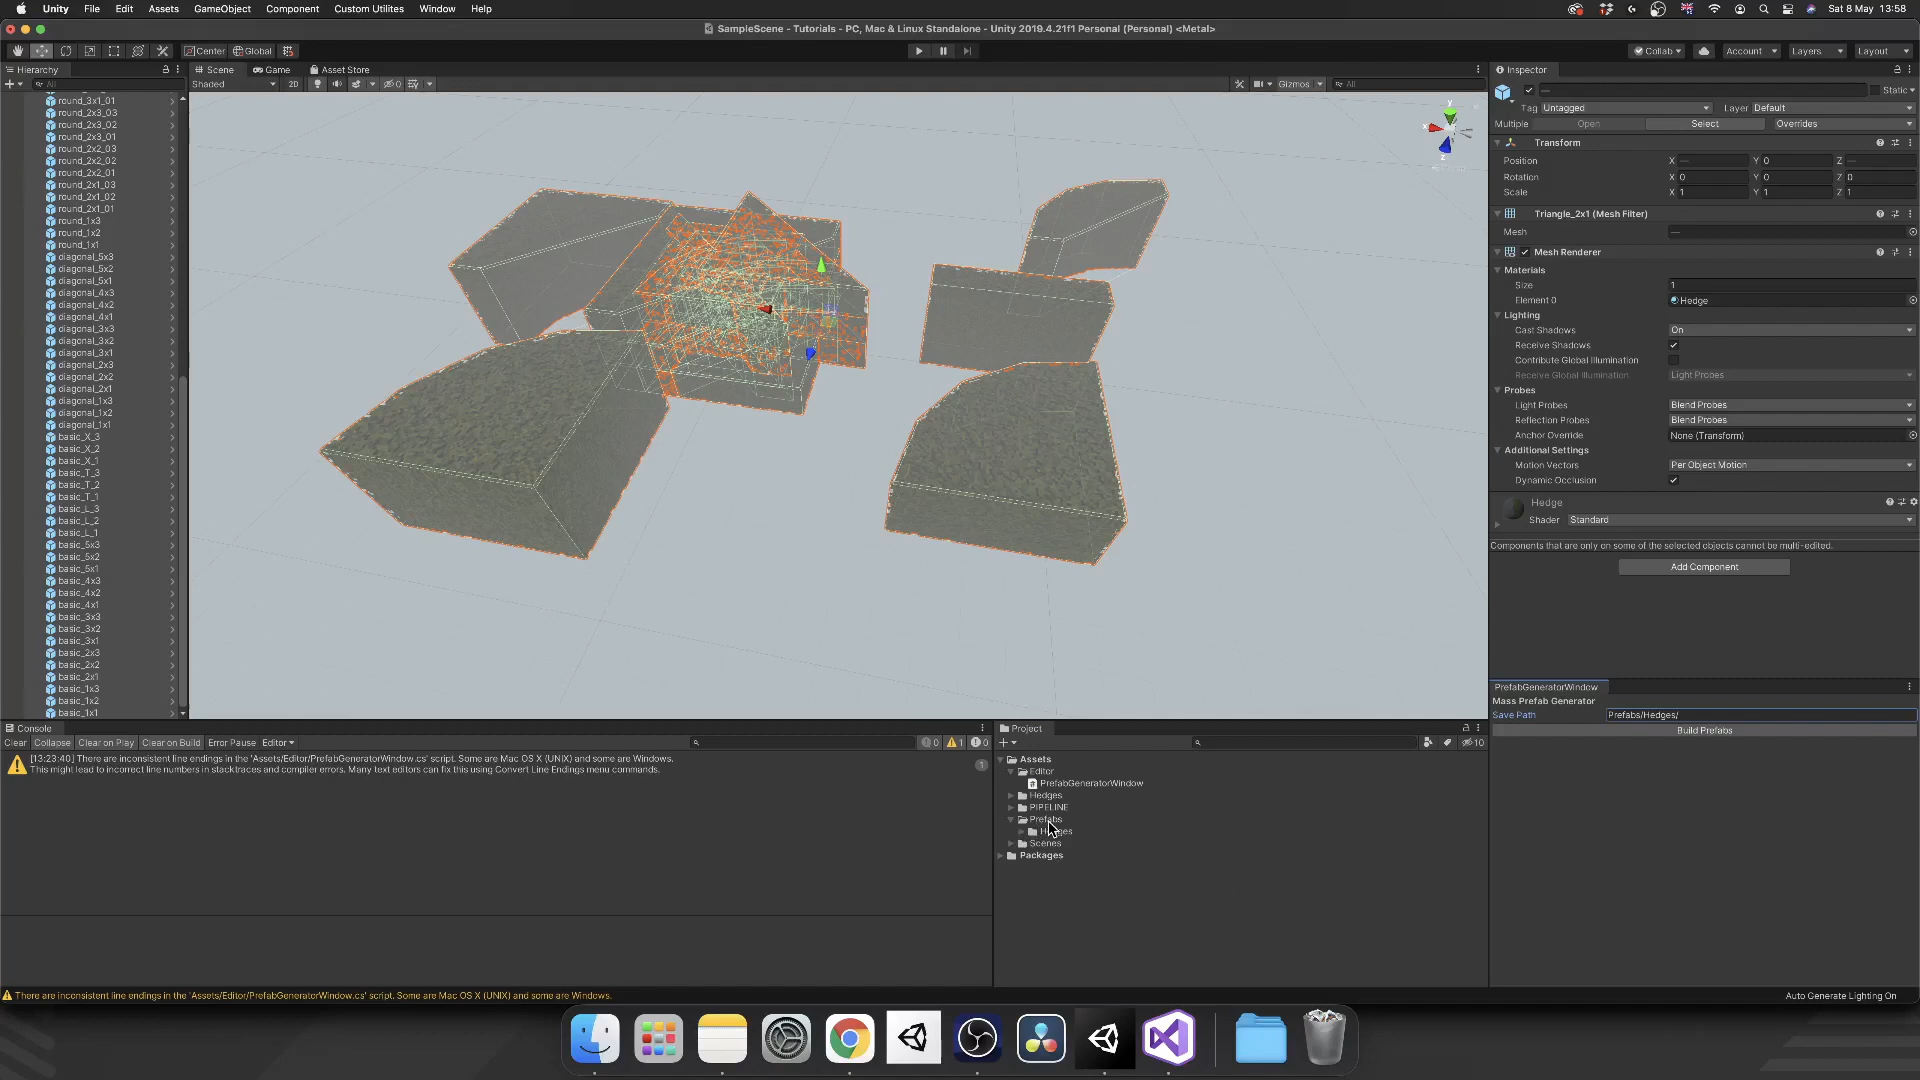 Unity File Edit Assets GameObject Component Custom Utilites Window Help
Sat 8 May 13:58
SampleScene - Tutorials - PC, Mac & Linux Standalone - Unity 2019.4.21f1 Personal (Personal) <Metal>
Center Global
Collab Account Layers Layout
Hierarchy
All
round_3x1_01
round_2x3_03
round_2x3_02
round_2x3_01
round_2x2_03
round_2x2_02
round_2x2_01
round_2x1_03
round_2x1_02
round_2x1_01
round_1x3
round_1x2
round_1x1
diagonal_5x3
diagonal_5x2
diagonal_5x1
diagonal_4x3
diagonal_4x2
diagonal_4x1
diagonal_3x3
diagonal_3x2
diagonal_3x1
diagonal_2x3
diagonal_2x2
diagonal_2x1
diagonal_1x3
diagonal_1x2
diagonal_1x1
basic_X_3
basic_X_2
basic_X_1
basic_T_3
basic_T_2
basic_T_1
basic_L_3
basic_L_2
basic_L_1
basic_5x3
basic_5x2
basic_5x1
basic_4x3
basic_4x2
basic_4x1
basic_3x3
basic_3x2
basic_3x1
basic_2x3
basic_2x2
basic_2x1
basic_1x3
basic_1x2
basic_1x1
Scene Game Asset Store
Shaded 2D 0 Gizmos All
y
x
z
Inspector
Static
Tag Untagged Layer Default
Multiple Open Select Overrides
Transform
Position X — Y 0 Z —
Rotation X 0 Y 0 Z 0
Scale X 1 Y 1 Z 1
Triangle_2x1 (Mesh Filter)
Mesh —
Mesh Renderer
Materials
Size 1
Element 0 Hedge
Lighting
Cast Shadows On
Receive Shadows
Contribute Global Illumination
Receive Global Illumination Light Probes
Probes
Light Probes Blend Probes
Reflection Probes Blend Probes
Anchor Override None (Transform)
Additional Settings
Motion Vectors Per Object Motion
Dynamic Occlusion
Hedge
Shader Standard
Components that are only on some of the selected objects cannot be multi-edited.
Add Component
PrefabGeneratorWindow
Mass Prefab Generator
Save Path Prefabs/Hedges/
Build Prefabs
Console
Clear Collapse Clear on Play Clear on Build Error Pause Editor 0 1 0
[13:23:40] There are inconsistent line endings in the 'Assets/Editor/PrefabGeneratorWindow.cs' script. Some are Mac OS X (UNIX) and some are Windows.
This might lead to incorrect line numbers in stacktraces and compiler errors. Many text editors can fix this using Convert Line Endings menu commands.
1
Project
10
Assets
Editor
PrefabGeneratorWindow
Hedges
PIPELINE
Prefabs
Hedges
Scenes
Packages
There are inconsistent line endings in the 'Assets/Editor/PrefabGeneratorWindow.cs' script. Some are Mac OS X (UNIX) and some are Windows.
Auto Generate Lighting On